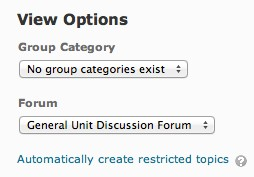 View Options
Group Category
No group categories exist
Forum
General Unit Discussion Forum
Automatically create restricted topics ?